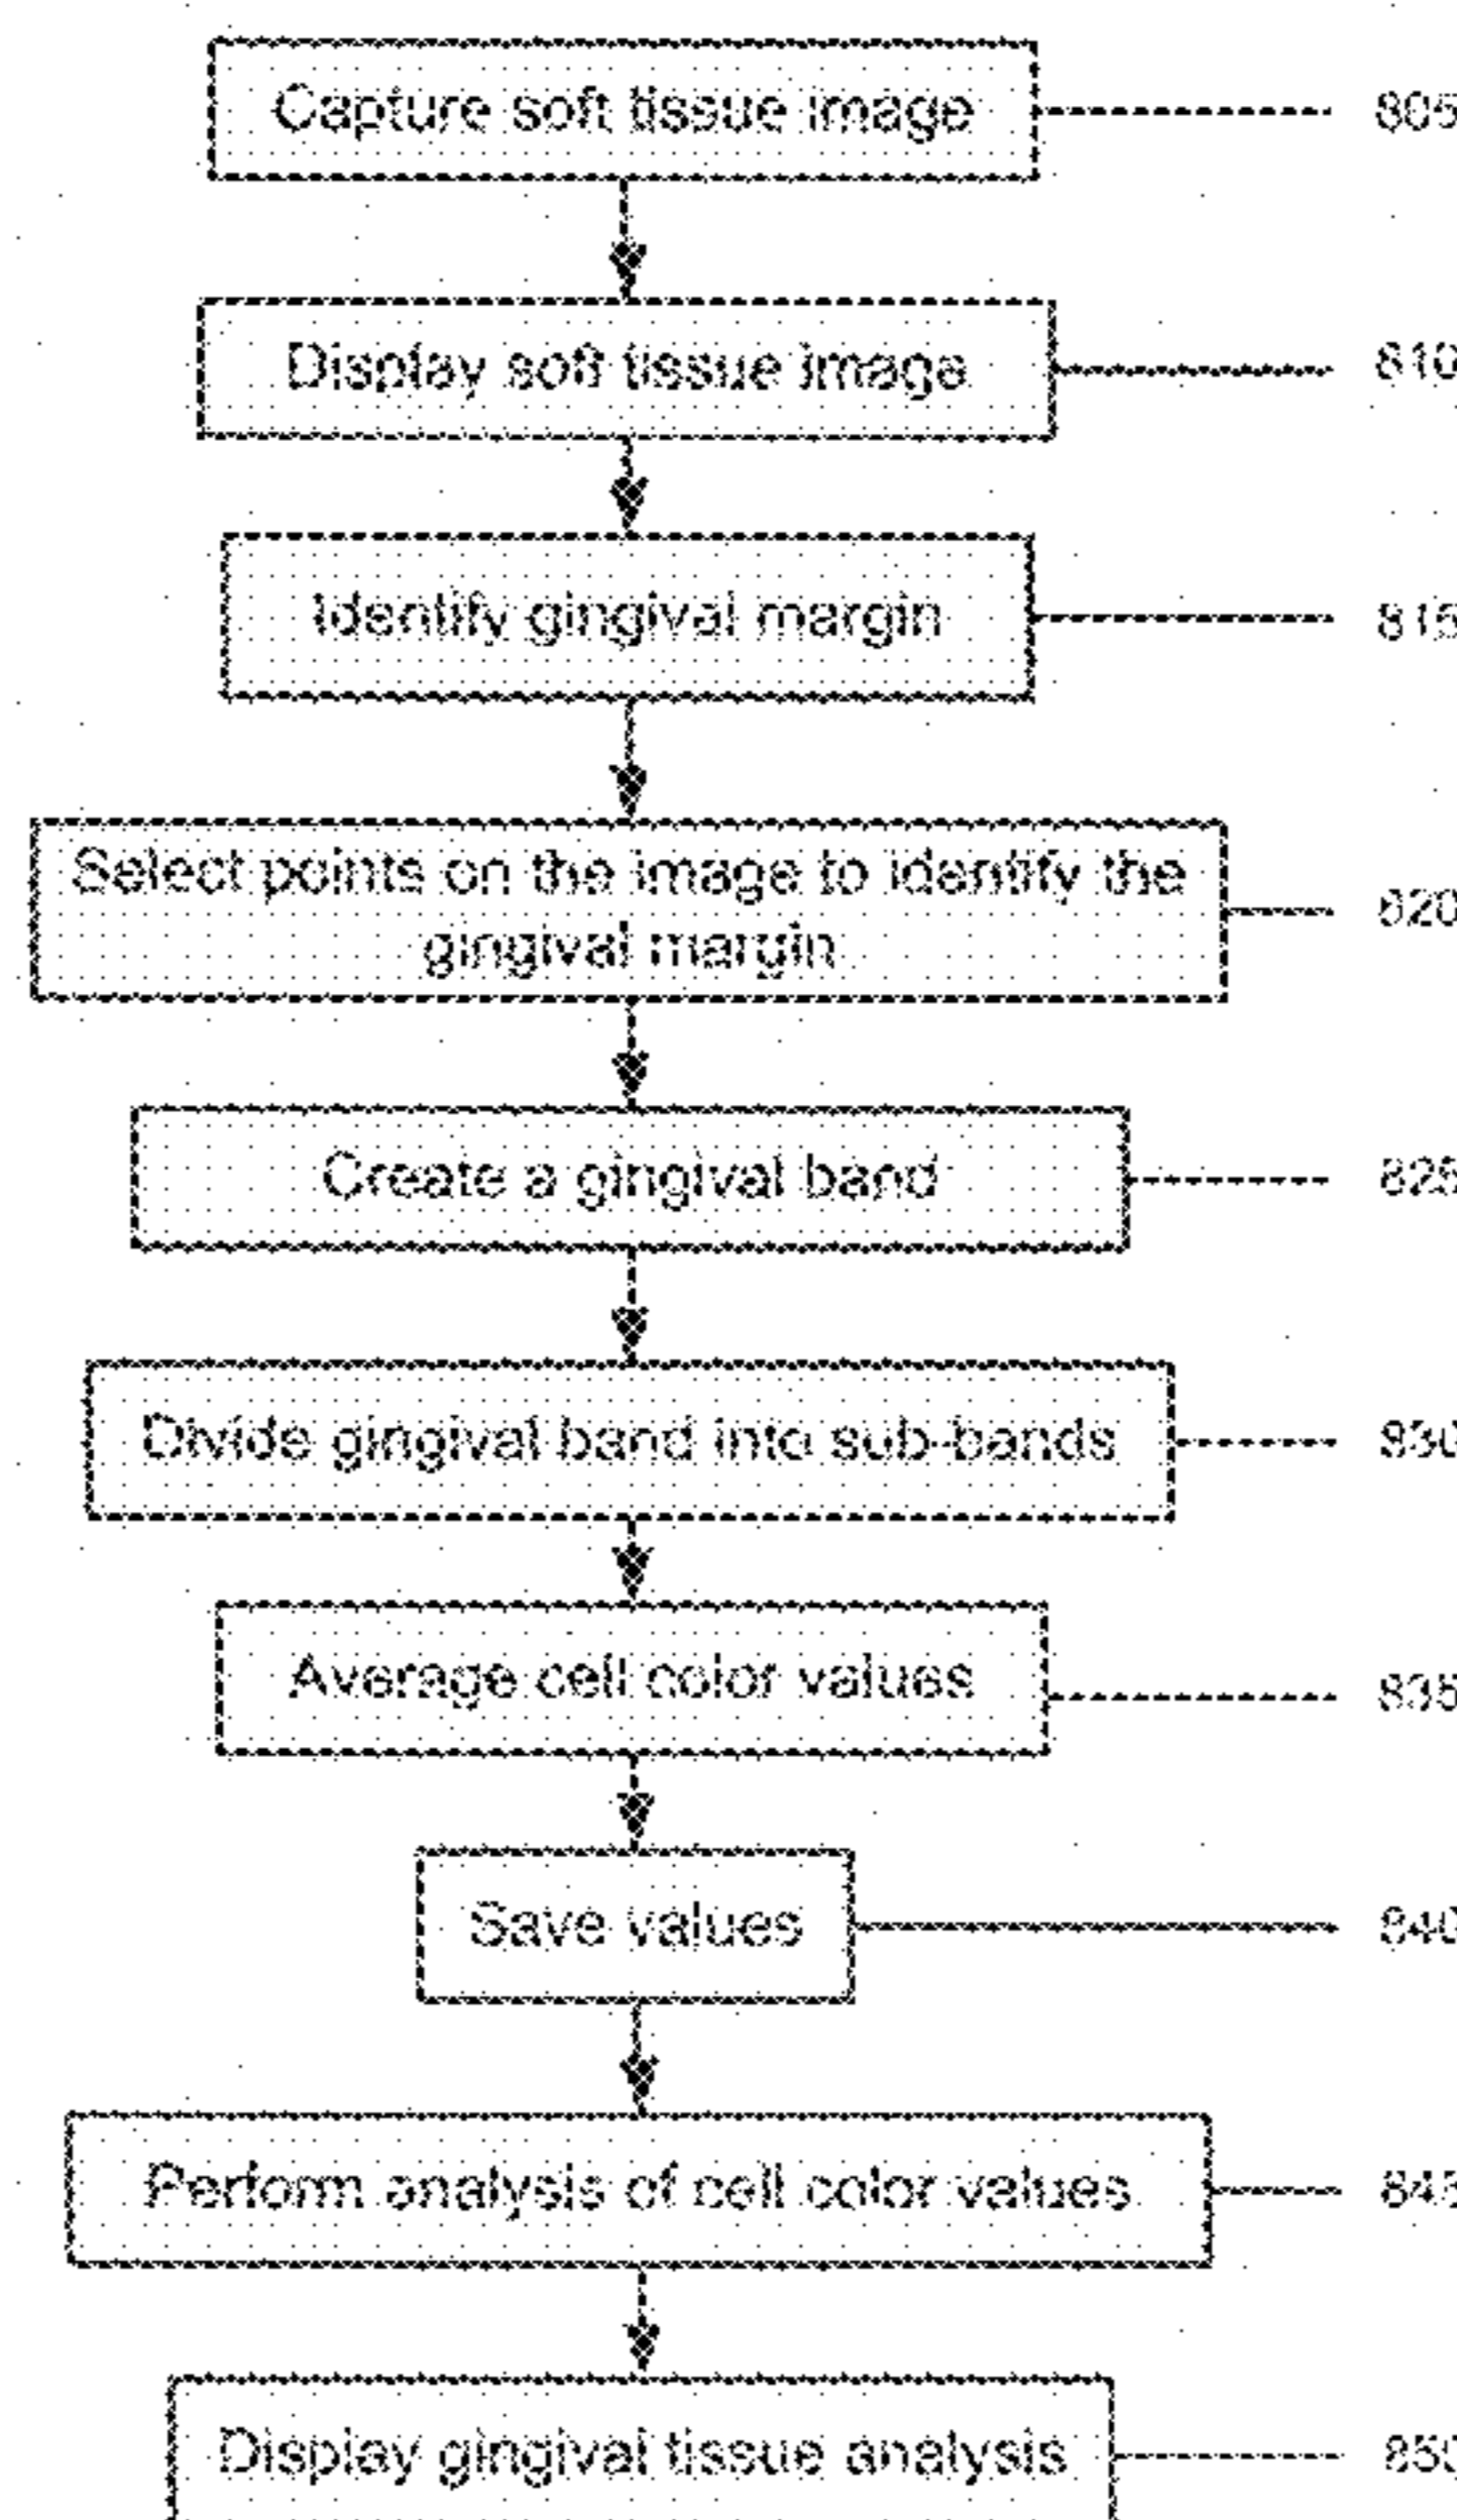 Capture soft tissue image 805
Display soft tissue image 810
Identify gingival margin 815
Select points on the image to identify the
gingival margin 820
Create a gingival band 825
Divide gingival band into sub-bands 830
Average cell color values 835
Save values 840
Perform analysis of cell color values 845
Display gingival tissue analysis 850